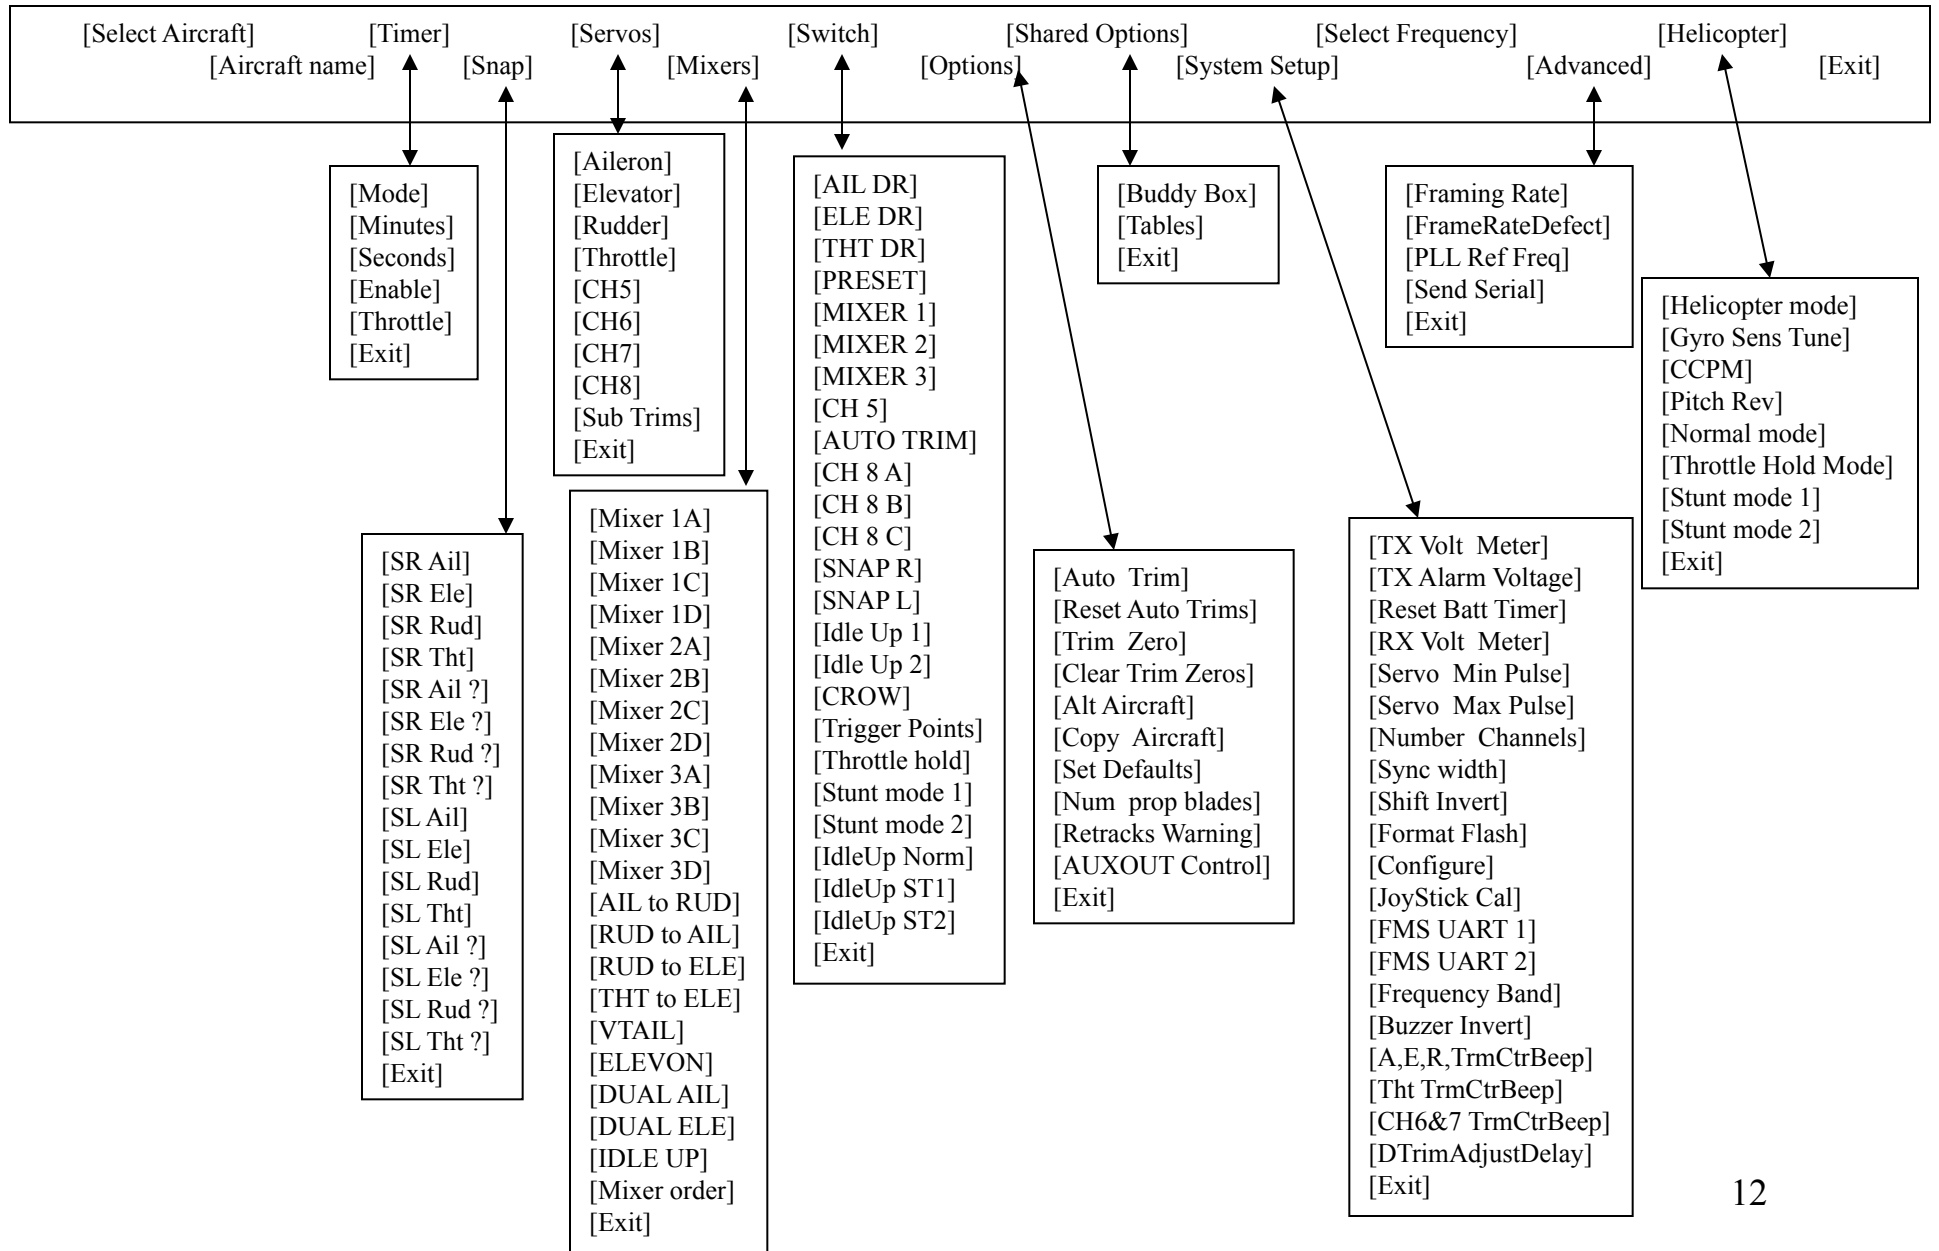 [Select Aircraft] [Timer] [Servos] [Switch] [Shared Options] [Select Frequency] [Helicopter]
[Aircraft name] [Snap] [Mixers] [Options] [System Setup] [Advanced] [Exit]
[Mode]
[Minutes]
[Seconds]
[Enable]
[Throttle]
[Exit]
[SR Ail]
[SR Ele]
[SR Rud]
[SR Tht]
[SR Ail ?]
[SR Ele ?]
[SR Rud ?]
[SR Tht ?]
[SL Ail]
[SL Ele]
[SL Rud]
[SL Tht]
[SL Ail ?]
[SL Ele ?]
[SL Rud ?]
[SL Tht ?]
[Exit]
[Aileron]
[Elevator]
[Rudder]
[Throttle]
[CH5]
[CH6]
[CH7]
[CH8]
[Sub Trims]
[Exit]
[Mixer 1A]
[Mixer 1B]
[Mixer 1C]
[Mixer 1D]
[Mixer 2A]
[Mixer 2B]
[Mixer 2C]
[Mixer 2D]
[Mixer 3A]
[Mixer 3B]
[Mixer 3C]
[Mixer 3D]
[AIL to RUD]
[RUD to AIL]
[RUD to ELE]
[THT to ELE]
[VTAIL]
[ELEVON]
[DUAL AIL]
[DUAL ELE]
[IDLE UP]
[Mixer order]
[Exit]
[AIL DR]
[ELE DR]
[THT DR]
[PRESET]
[MIXER 1]
[MIXER 2]
[MIXER 3]
[CH 5]
[AUTO TRIM]
[CH 8 A]
[CH 8 B]
[CH 8 C]
[SNAP R]
[SNAP L]
[Idle Up 1]
[Idle Up 2]
[CROW]
[Trigger Points]
[Throttle hold]
[Stunt mode 1]
[Stunt mode 2]
[IdleUp Norm]
[IdleUp ST1]
[IdleUp ST2]
[Exit]
[Auto Trim]
[Reset Auto Trims]
[Trim Zero]
[Clear Trim Zeros]
[Alt Aircraft]
[Copy Aircraft]
[Set Defaults]
[Num prop blades]
[Retracks Warning]
[AUXOUT Control]
[Exit]
[Buddy Box]
[Tables]
[Exit]
[TX Volt Meter]
[TX Alarm Voltage]
[Reset Batt Timer]
[RX Volt Meter]
[Servo Min Pulse]
[Servo Max Pulse]
[Number Channels]
[Sync width]
[Shift Invert]
[Format Flash]
[Configure]
[JoyStick Cal]
[FMS UART 1]
[FMS UART 2]
[Frequency Band]
[Buzzer Invert]
[A,E,R,TrmCtrBeep]
[Tht TrmCtrBeep]
[CH6&7 TrmCtrBeep]
[DTrimAdjustDelay]
[Exit]
[Framing Rate]
[FrameRateDefect]
[PLL Ref Freq]
[Send Serial]
[Exit]
[Helicopter mode]
[Gyro Sens Tune]
[CCPM]
[Pitch Rev]
[Normal mode]
[Throttle Hold Mode]
[Stunt mode 1]
[Stunt mode 2]
[Exit]
12